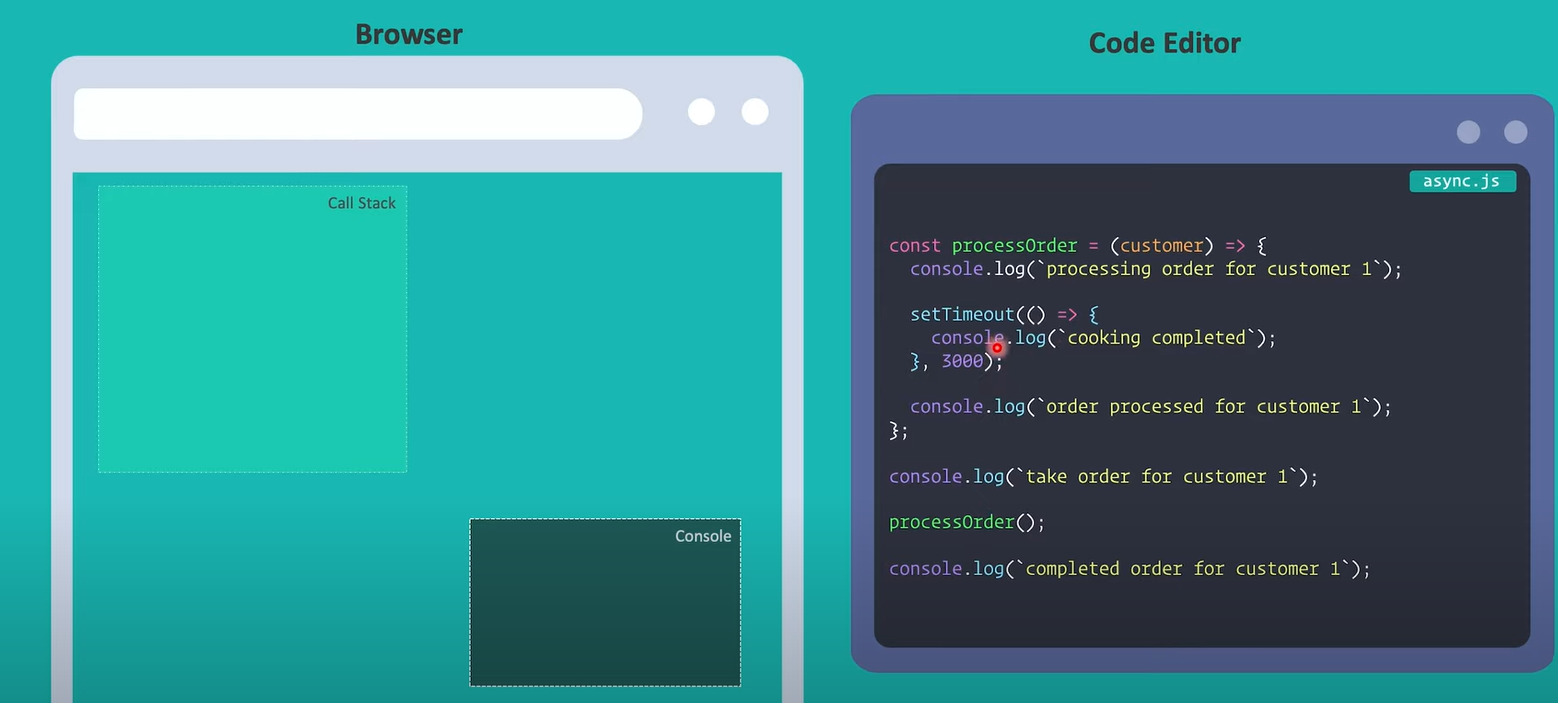 Browser
Call Stack
Console
Code Editor
async.js
const processOrder = (customer) => {
  console.log(`processing order for customer 1`);
  setTimeout(() => {
    console.log(`cooking completed`);
  }, 3000);
  console.log(`order processed for customer 1`);
};
console.log(`take order for customer 1`);
processOrder();
console.log(`completed order for customer 1`);